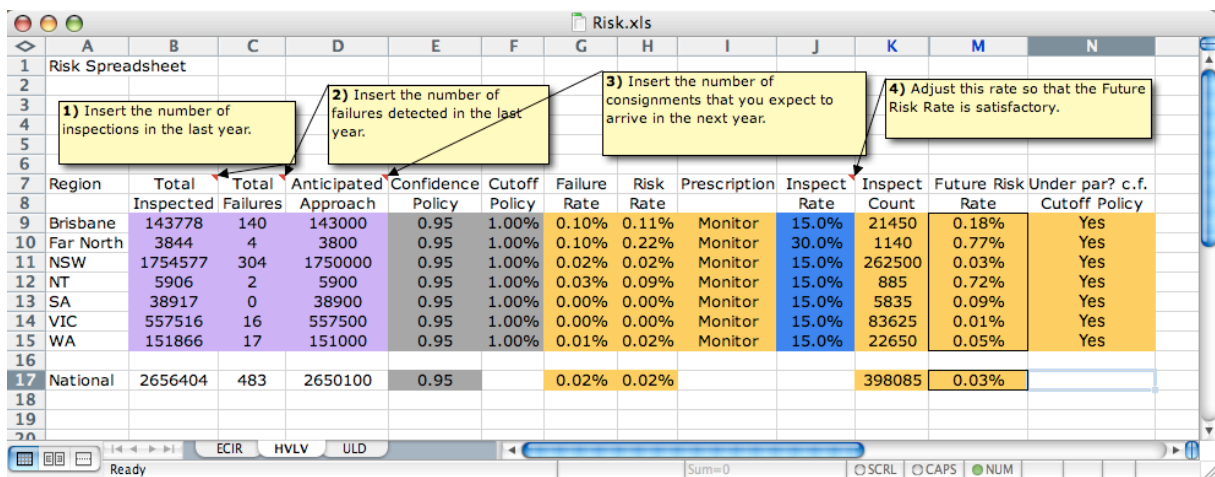 Risk.xls
A B C D E F G H I J K M N
1 Risk Spreadsheet
2
3
4
5
6
1) Insert the number of
inspections in the last year.
2) Insert the number of
failures detected in the last
year.
3) Insert the number of
consignments that you expect to
arrive in the next year.
4) Adjust this rate so that the Future
Risk Rate is satisfactory.
7 Region Total Total Anticipated Confidence Cutoff Failure Risk Prescription Inspect Inspect Future Risk Under par? c.f.
8 Inspected Failures Approach Policy Policy Rate Rate Rate Count Rate Cutoff Policy
9 Brisbane 143778 140 143000 0.95 1.00% 0.10% 0.11% Monitor 15.0% 21450 0.18% Yes
10 Far North 3844 4 3800 0.95 1.00% 0.10% 0.22% Monitor 30.0% 1140 0.77% Yes
11 NSW 1754577 304 1750000 0.95 1.00% 0.02% 0.02% Monitor 15.0% 262500 0.03% Yes
12 NT 5906 2 5900 0.95 1.00% 0.03% 0.09% Monitor 15.0% 885 0.72% Yes
13 SA 38917 0 38900 0.95 1.00% 0.00% 0.00% Monitor 15.0% 5835 0.09% Yes
14 VIC 557516 16 557500 0.95 1.00% 0.00% 0.00% Monitor 15.0% 83625 0.01% Yes
15 WA 151866 17 151000 0.95 1.00% 0.01% 0.02% Monitor 15.0% 22650 0.05% Yes
16
17 National 2656404 483 2650100 0.95 0.02% 0.02% 398085 0.03%
18
19
20
ECIR HVLV ULD
Ready Sum=0 SCRL CAPS NUM